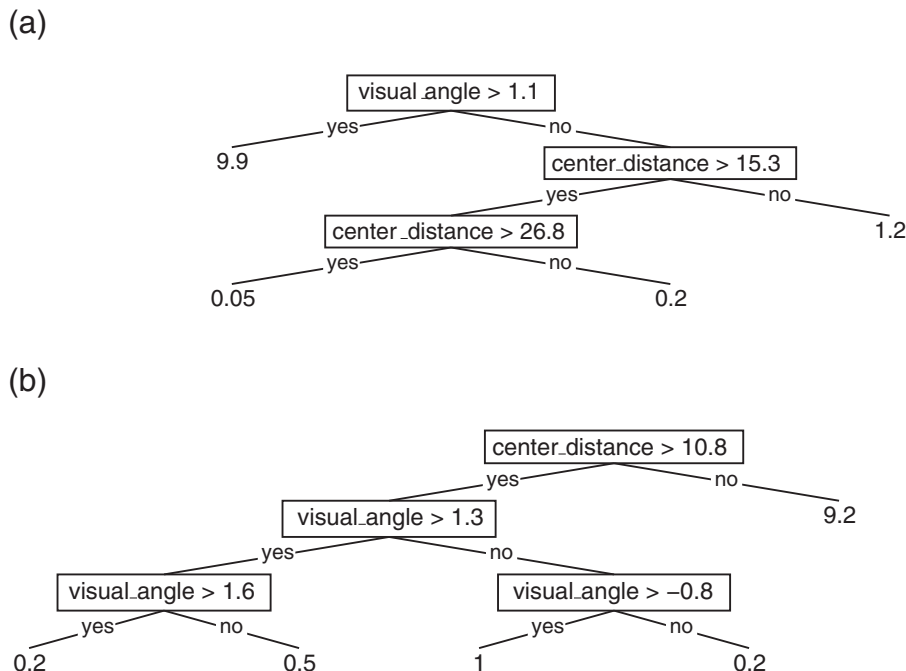 (a)
visual_angle > 1.1
yes no
9.9
center_distance > 15.3
yes no
center_distance > 26.8
1.2
yes no
0.05 0.2
(b)
center_distance > 10.8
yes no
visual_angle > 1.3
9.2
yes no
visual_angle > 1.6 visual_angle > −0.8
yes no yes no
0.2 0.5 1 0.2